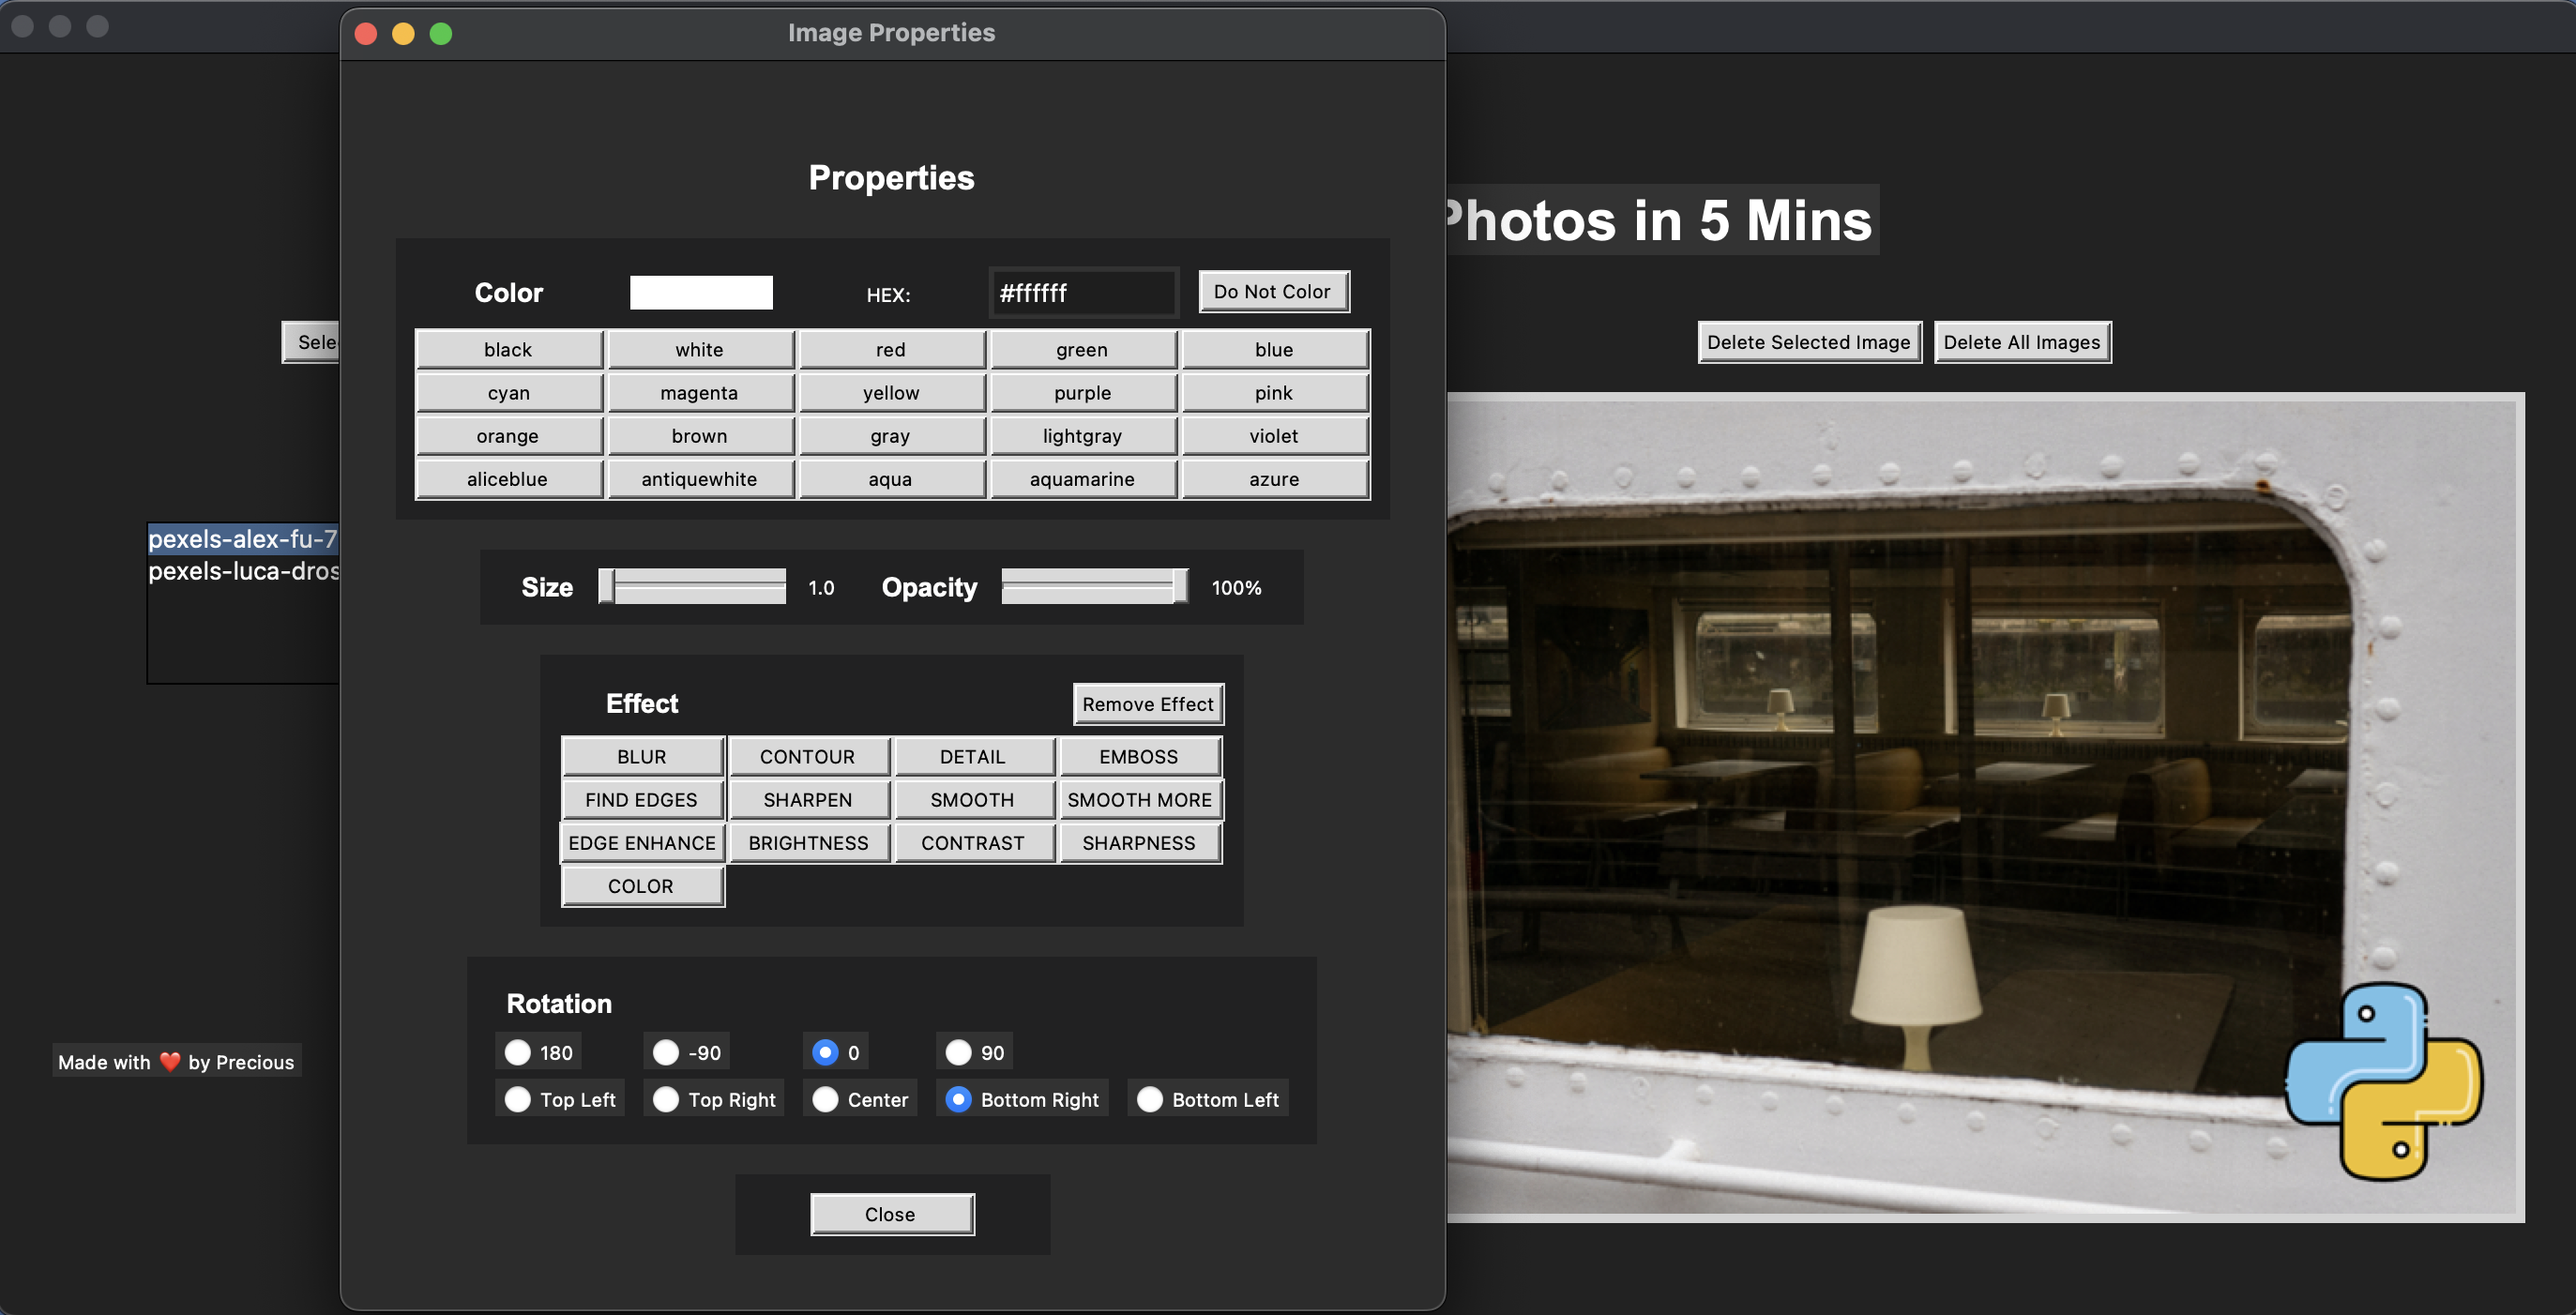 Image Properties
Properties
Photos in 5 Mins
Color
HEX:
#ffffff
Do Not Color
black white red green blue
cyan magenta yellow purple pink
orange brown gray lightgray violet
aliceblue antiquewhite aqua aquamarine azure
Delete Selected Image
Delete All Images
pexels-alex-fu-7
pexels-luca-dros
Size 1.0 Opacity 100%
Effect
Remove Effect
BLUR CONTOUR DETAIL EMBOSS
FIND EDGES SHARPEN SMOOTH SMOOTH MORE
EDGE ENHANCE BRIGHTNESS CONTRAST SHARPNESS
COLOR
Rotation
180 -90 0 90
Top Left Top Right Center Bottom Right Bottom Left
Made with ❤️ by Precious
Close